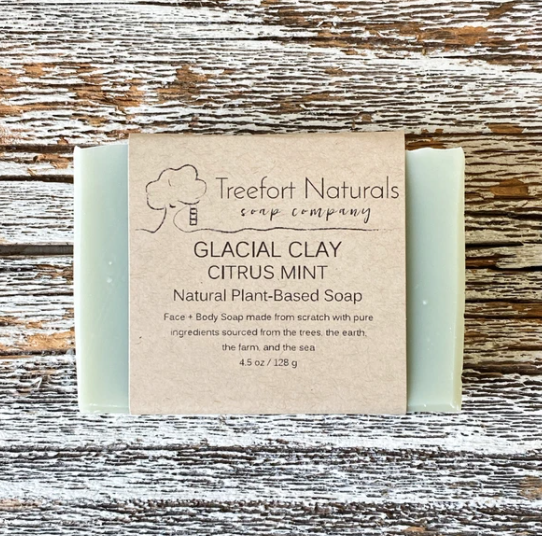 Treefort Naturals
soap company
GLACIAL CLAY
CITRUS MINT
Natural Plant-Based Soap
Face + Body Soap made from scratch with pure
ingredients sourced from the trees, the earth,
the farm, and the sea
4.5 oz / 128 g